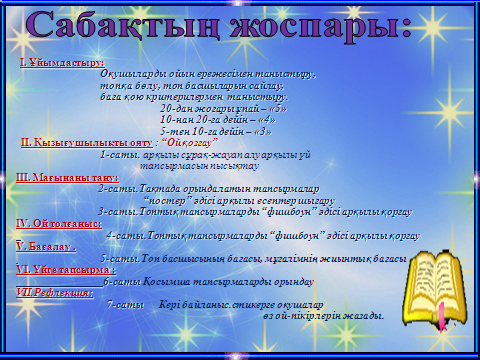 Сабақтың жоспары:
I. Ұйымдастыру:
Оқушыларды ойын ережесімен таныстыру,
топқа бөлу, топ басшыларын сайлау,
баға қою критерилермен таныстыру.
20-дан жоғары ұпай – «5»
10-нан 20-ға дейін – «4»
5-тен 10-ға дейін – «3»
II. Қызығушылықты ояту : “Ой қозғау”
1-саты. арқылы сұрақ-жауап алу арқылы үй
тапсырмасын пысықтау
III. Мағынаны тану:
2-саты. Тақтада орындалатын тапсырмалар
“постер” әдісі арқылы есептер шығару
3-саты. Топтық тапсырмаларды “фишбоун” әдісі арқылы қорғау
IV. Ой толғаныс:
4-саты. Топтық тапсырмаларды “фишбоун” әдісі арқылы қорғау
V. Бағалау .
5-саты. Топ басшысының бағасы, мұғалімнің жиынтық бағасы
VI. Үйге тапсырма :
6-саты Қосымша тапсырмаларды орындау
VII. Рефлекция:
7-саты Кері байланыс. стикерге оқушалар
өз ой-пікірлерін жазады.